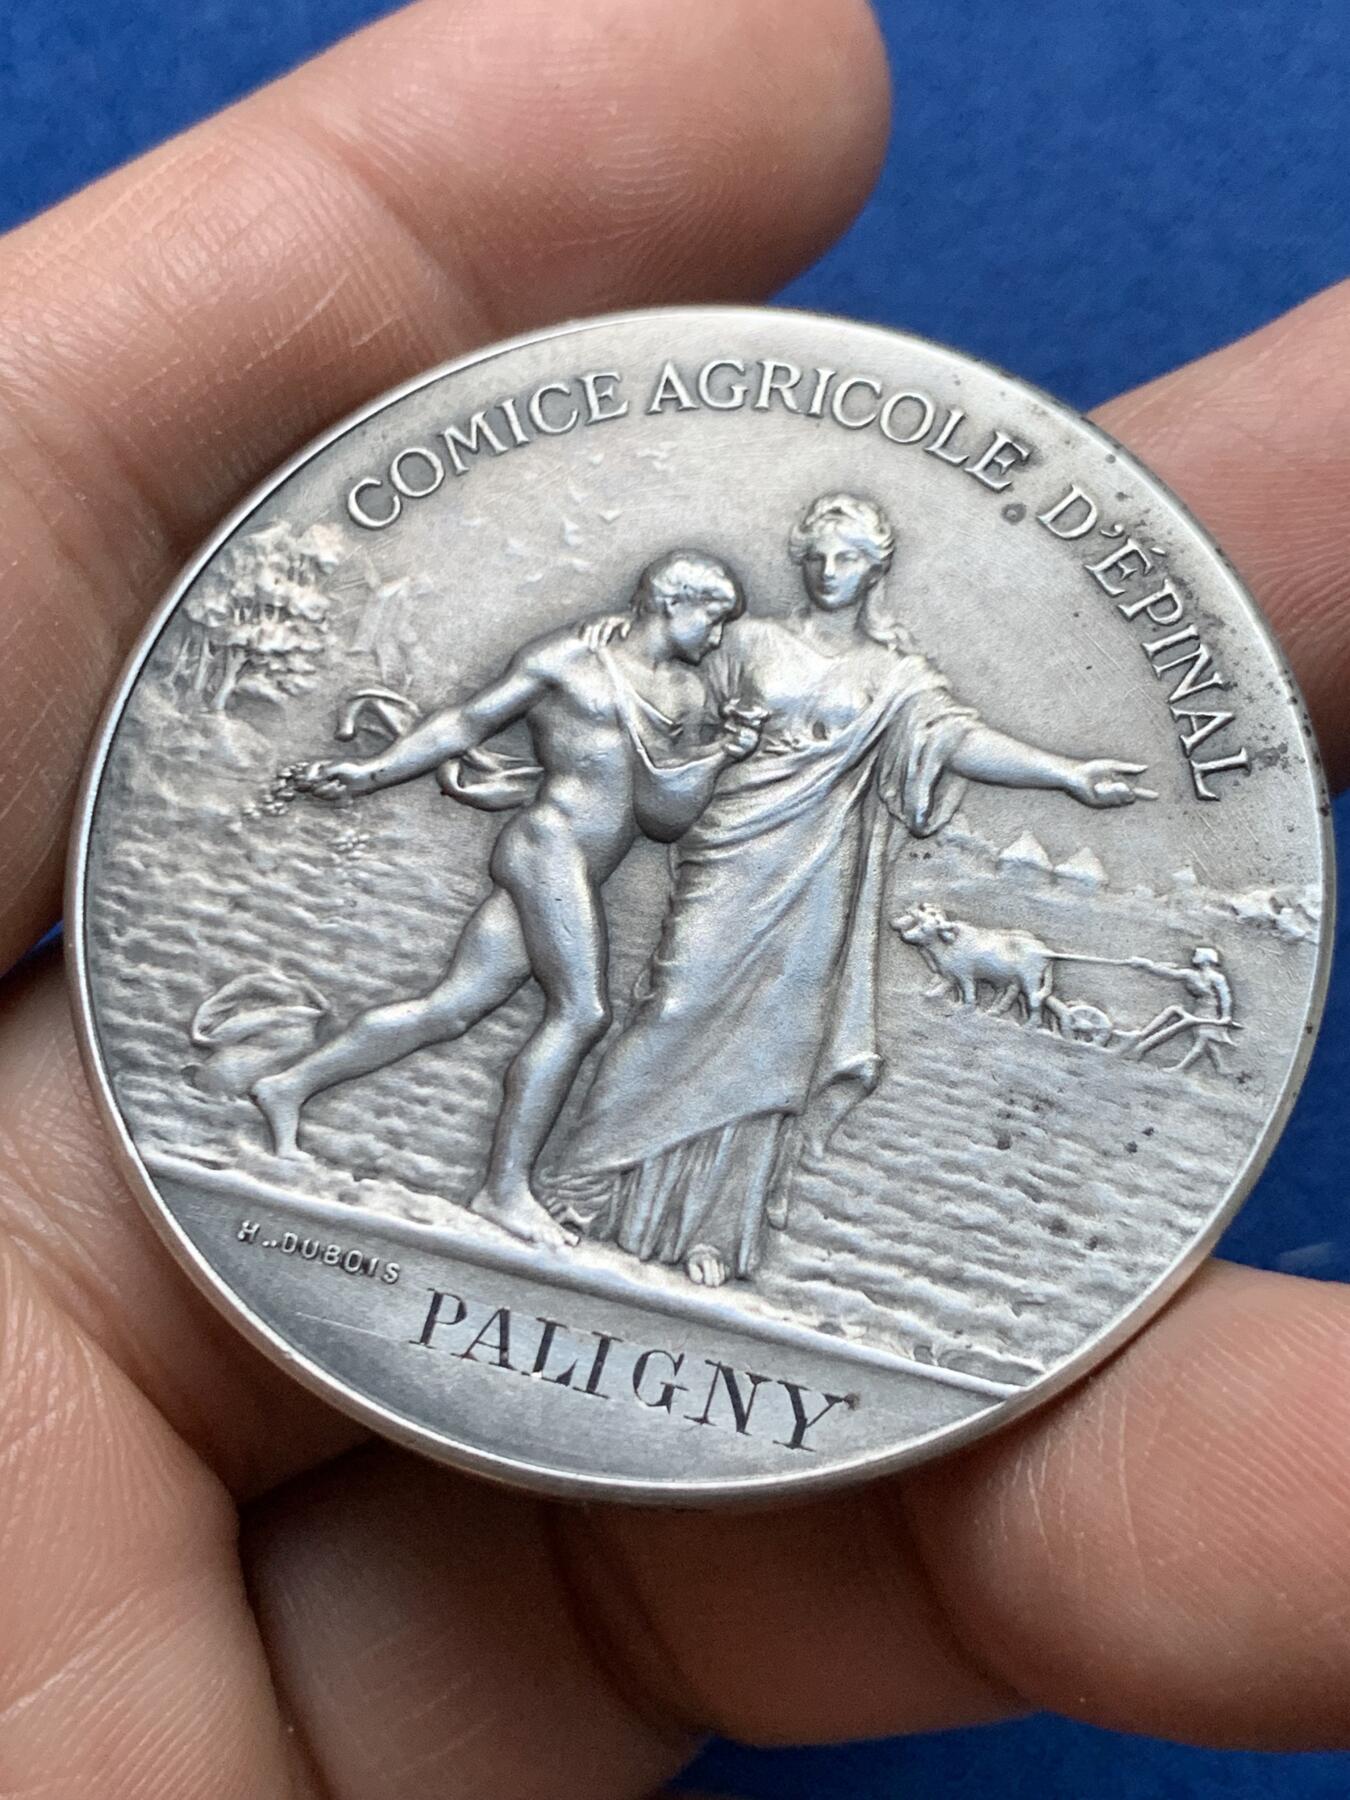 COMICE AGRICOLE D'ÉPINAL
H. DUBOIS
PALIGNY